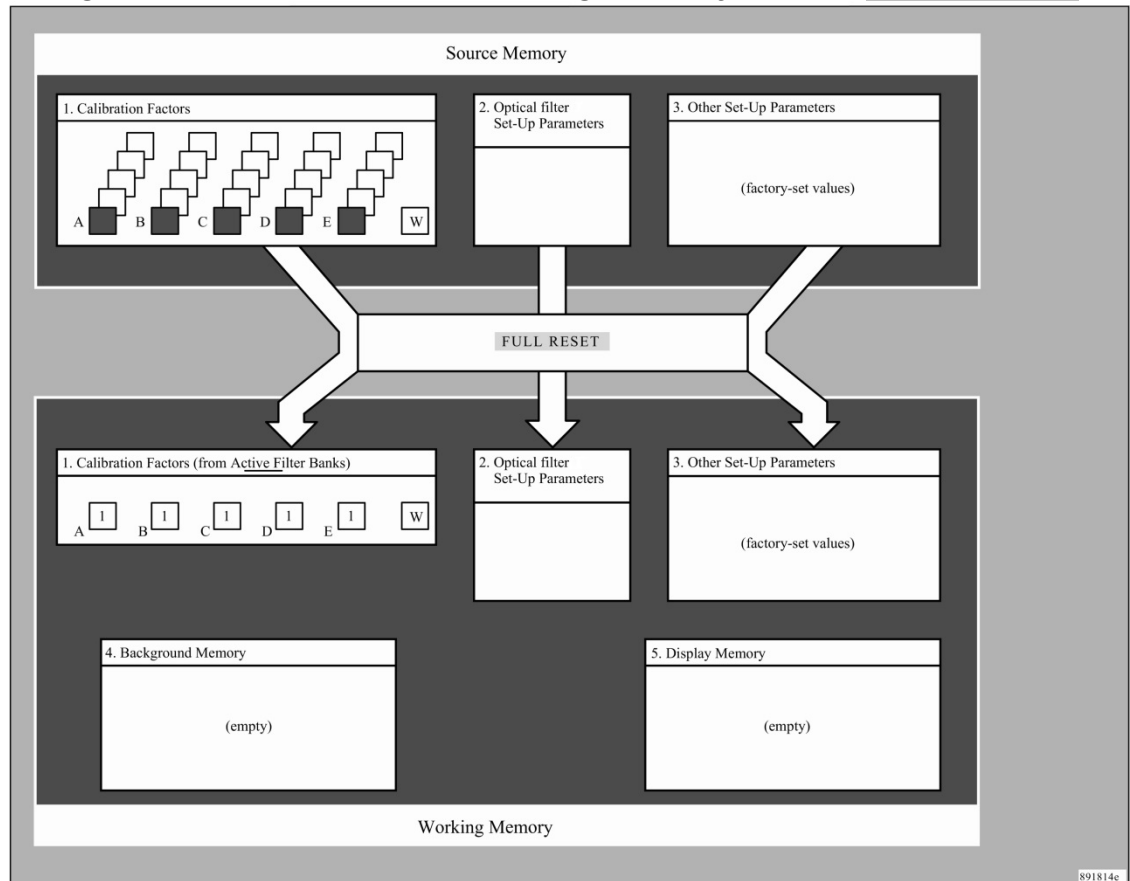 Source Memory
1. Calibration Factors
A B C D E W
2. Optical filter
Set-Up Parameters
3. Other Set-Up Parameters
(factory-set values)
FULL RESET
1. Calibration Factors (from Active Filter Banks)
A 1 B 1 C 1 D 1 E 1 W
2. Optical filter
Set-Up Parameters
3. Other Set-Up Parameters
(factory-set values)
4. Background Memory
(empty)
5. Display Memory
(empty)
Working Memory
891814e